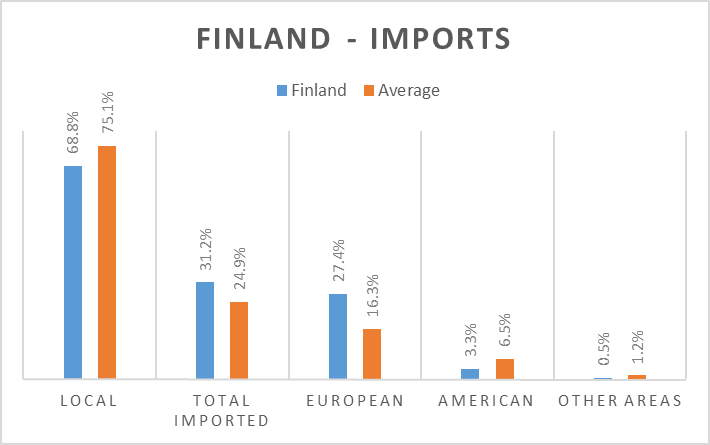 FINLAND - IMPORTS
Finland Average
68.8% 75.1%
31.2% 24.9%
27.4% 16.3%
3.3% 6.5%
0.5% 1.2%
LOCAL
TOTAL
IMPORTED
EUROPEAN
AMERICAN
OTHER AREAS